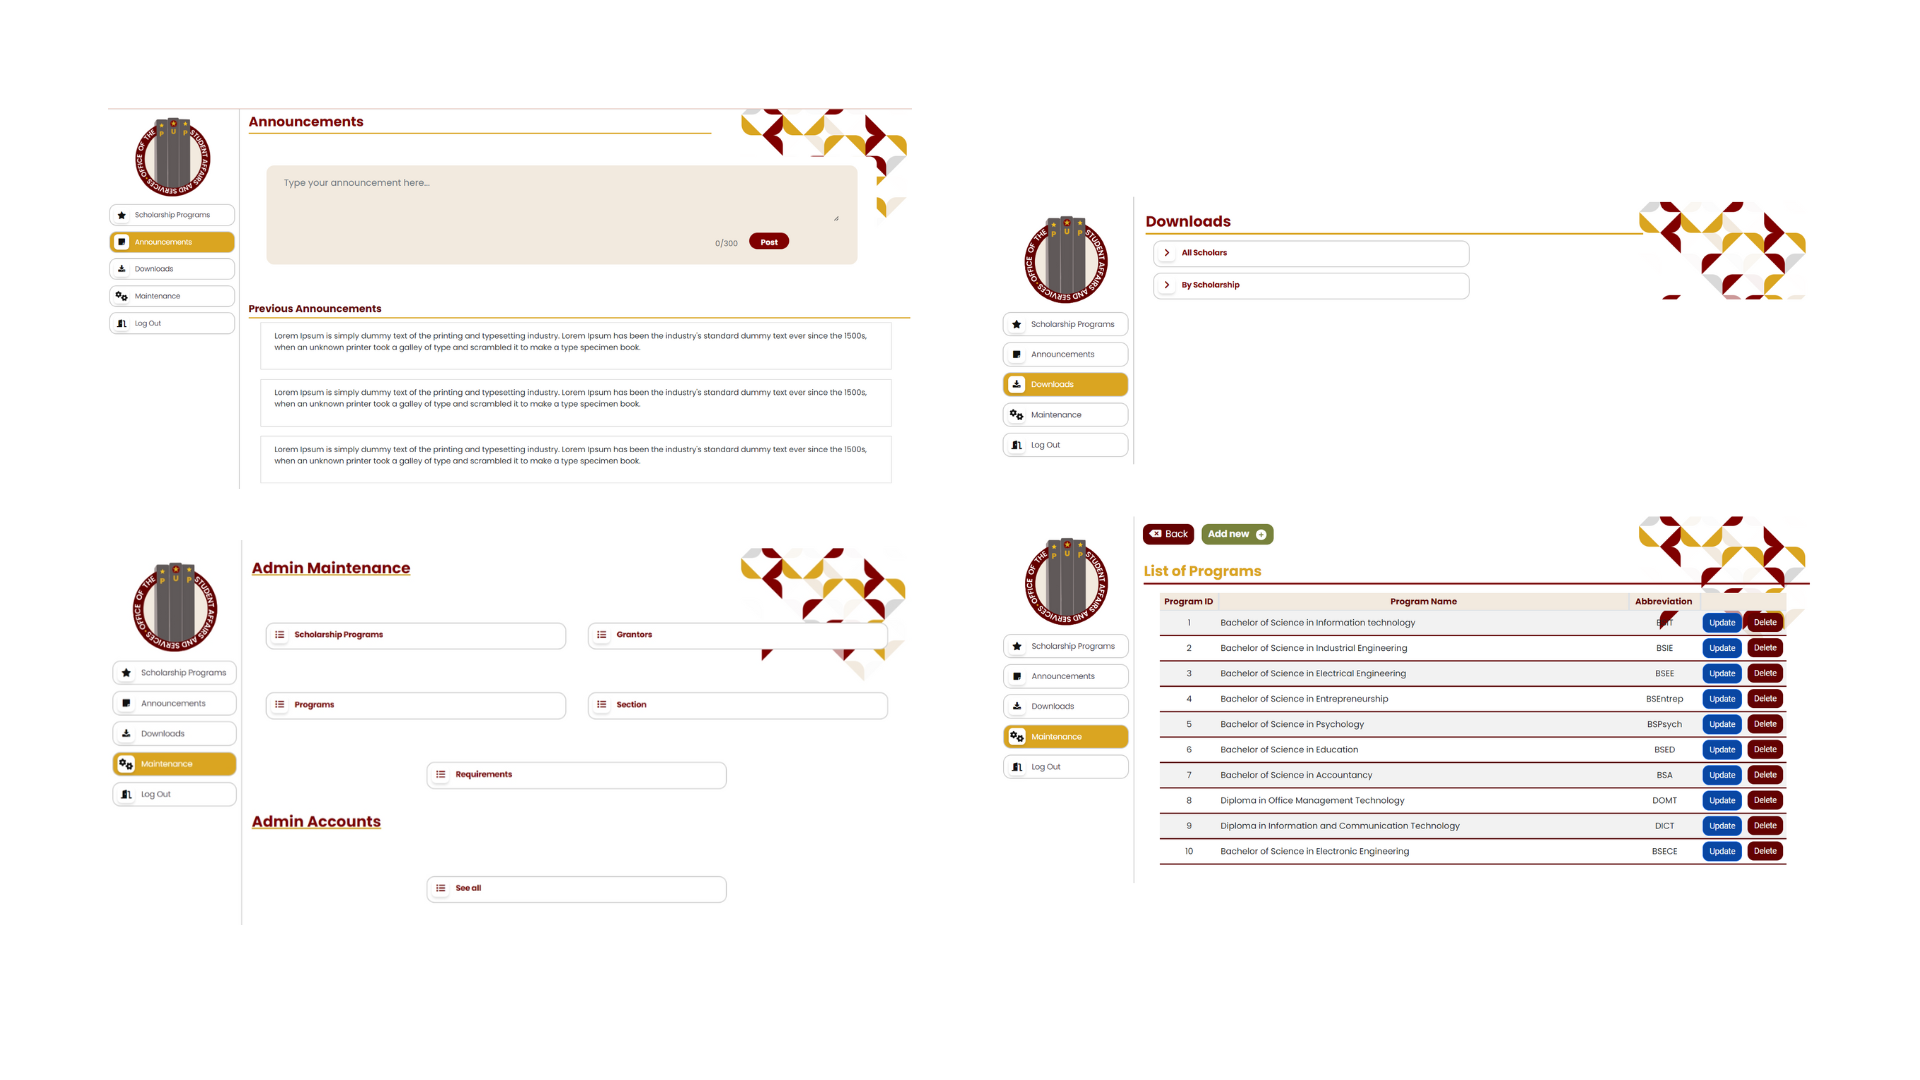 Announcements
OFFICE OF THE STUDENT AFFAIRS AND SERVICES
P U P
Scholarship Programs
Announcements
Downloads
Maintenance
Log Out
Type your announcement here...
0/300 Post
Previous Announcements
Lorem Ipsum is simply dummy text of the printing and typesetting industry. Lorem Ipsum has been the industry's standard dummy text ever since the 1500s,
when an unknown printer took a galley of type and scrambled it to make a type specimen book.
Lorem Ipsum is simply dummy text of the printing and typesetting industry. Lorem Ipsum has been the industry's standard dummy text ever since the 1500s,
when an unknown printer took a galley of type and scrambled it to make a type specimen book.
Lorem Ipsum is simply dummy text of the printing and typesetting industry. Lorem Ipsum has been the industry's standard dummy text ever since the 1500s,
when an unknown printer took a galley of type and scrambled it to make a type specimen book.
OFFICE OF THE STUDENT AFFAIRS AND SERVICES
P U P
Scholarship Programs
Announcements
Downloads
Maintenance
Log Out
Downloads
All Scholars
By Scholarship
OFFICE OF THE STUDENT AFFAIRS AND SERVICES
P U P
Scholarship Programs
Announcements
Downloads
Maintenance
Log Out
Admin Maintenance
Scholarship Programs
Grantors
Programs
Section
Requirements
Admin Accounts
See all
OFFICE OF THE STUDENT AFFAIRS AND SERVICES
P U P
Scholarship Programs
Announcements
Downloads
Maintenance
Log Out
Back Add new
List of Programs
Program ID Program Name Abbreviation
1 Bachelor of Science in Information technology Update Delete
2 Bachelor of Science in Industrial Engineering BSIE Update Delete
3 Bachelor of Science in Electrical Engineering BSEE Update Delete
4 Bachelor of Science in Entrepreneurship BSEntrep Update Delete
5 Bachelor of Science in Psychology BSPsych Update Delete
6 Bachelor of Science in Education BSED Update Delete
7 Bachelor of Science in Accountancy BSA Update Delete
8 Diploma in Office Management Technology DOMT Update Delete
9 Diploma in Information and Communication Technology DICT Update Delete
10 Bachelor of Science in Electronic Engineering BSECE Update Delete